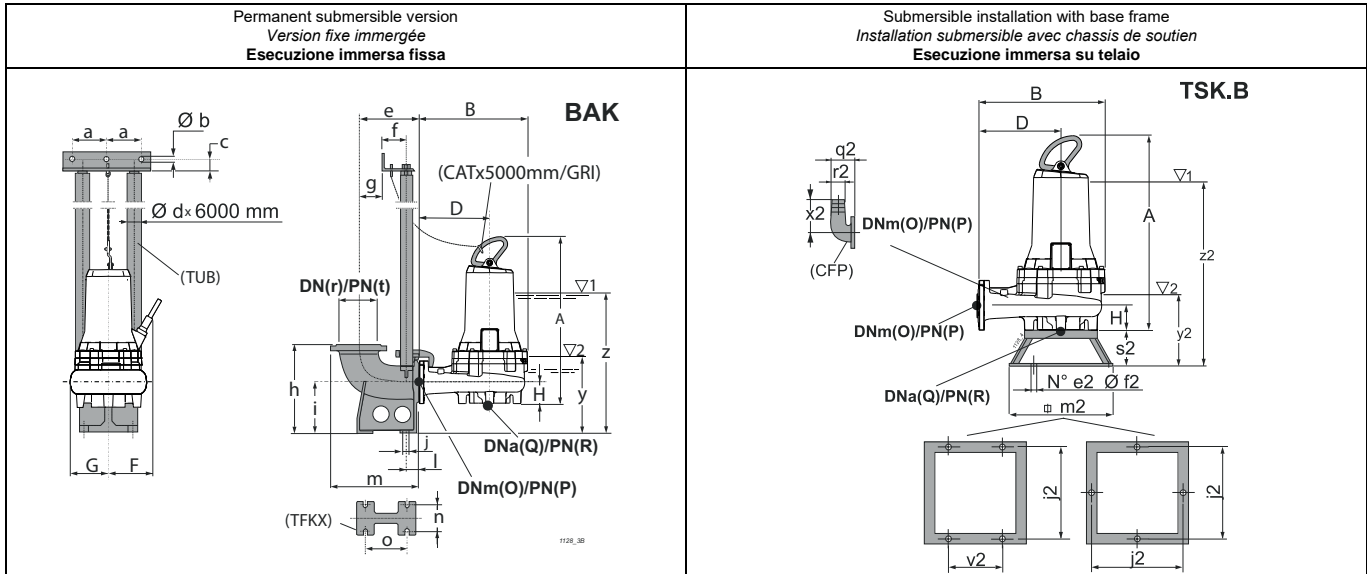 Permanent submersible version
Version fixe immergée
Esecuzione immersa fissa
Submersible installation with base frame
Installation submersible avec chassis de soutien
Esecuzione immersa su telaio
BAK
a a
Ø b
c
Ø d x 6000 mm
(TUB)
G F
e B
f
g
(CATx5000mm/GRI)
D
DN(r)/PN(t)
▽1
A
z
▽2
h
i
H
y
j
DNa(Q)/PN(R)
l
m
DNm(O)/PN(P)
(TFKX)
n
o
1128_3B
TSK.B
B
D
q2
r2
x2
DNm(O)/PN(P)
(CFP)
▽1
A
z2
▽2
H
y2
DNm(O)/PN(P)
s2
N° e2 Ø f2
DNa(Q)/PN(R)
m2
j2
j2
v2
j2